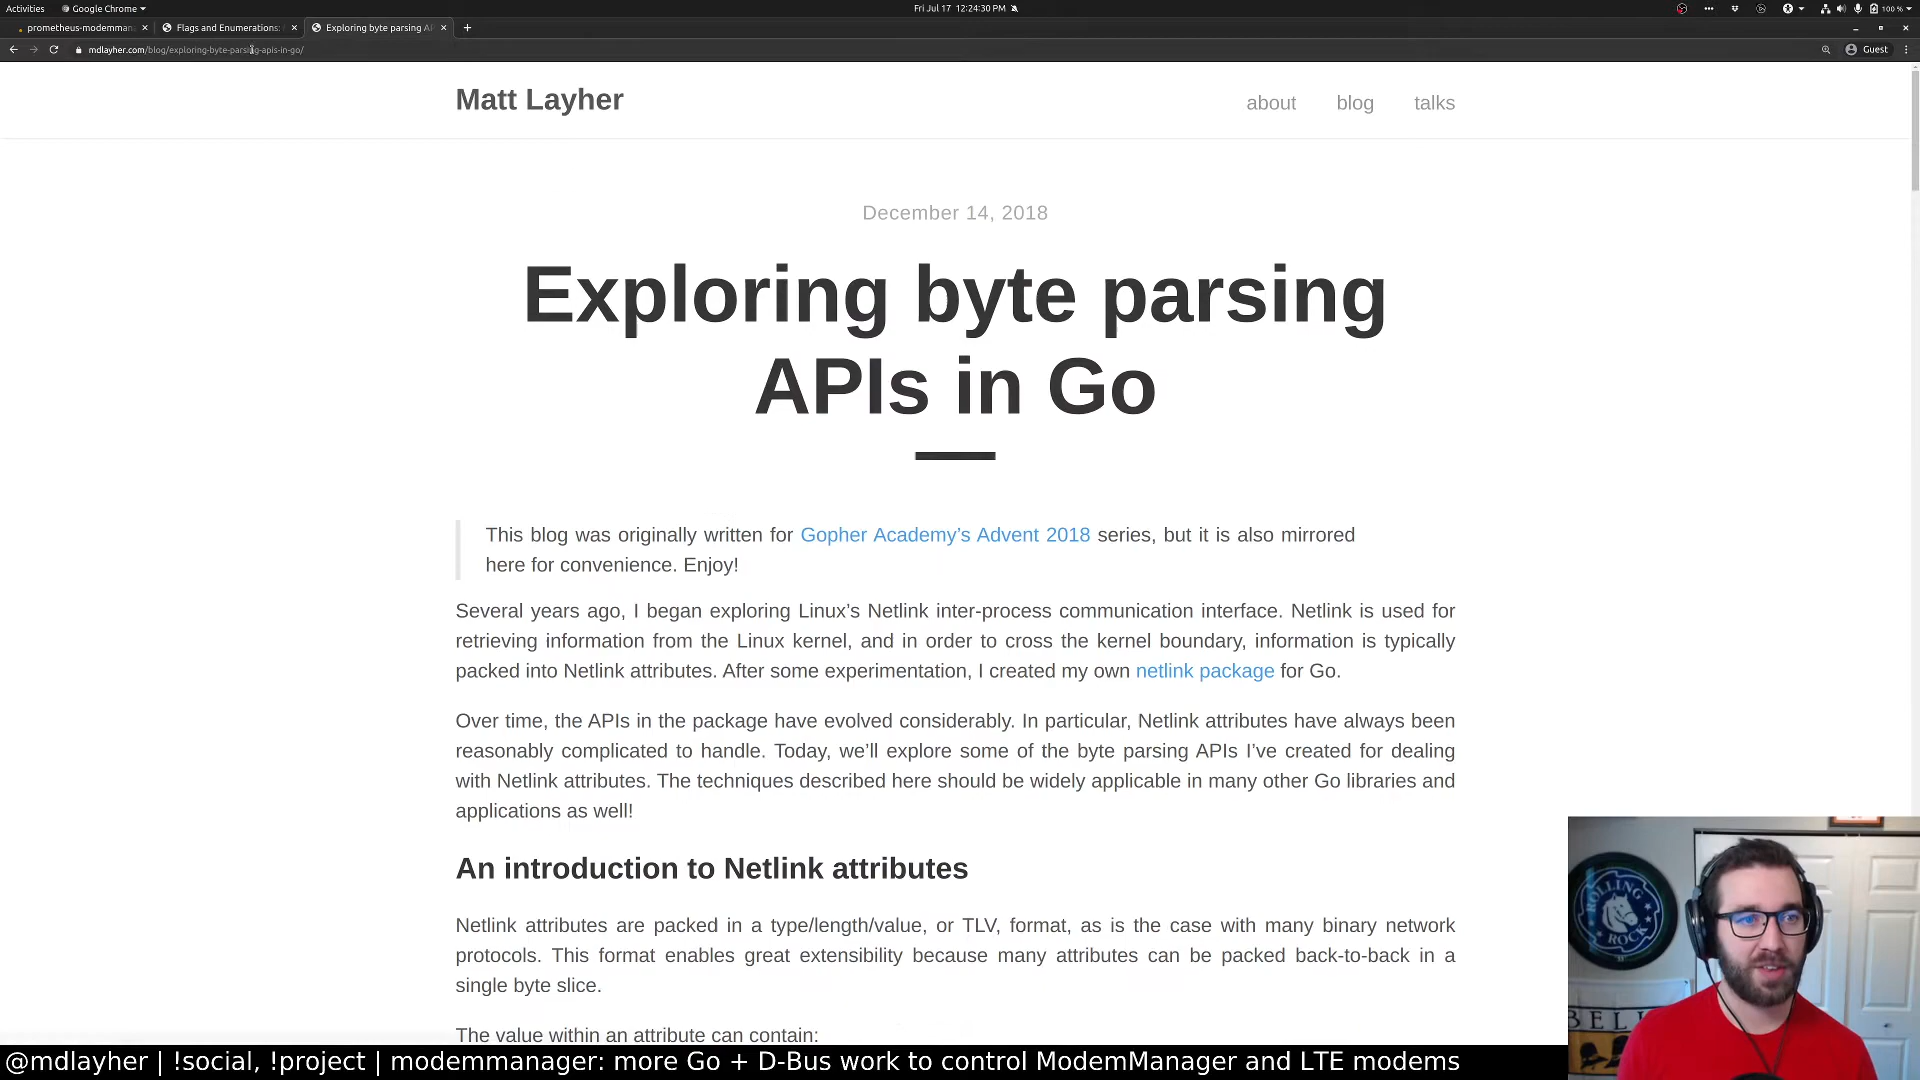 Activities
Google Chrome
Fri Jul 17 12:24:30 PM
100 %
prometheus-modemmana
Flags and Enumerations:
Exploring byte parsing AP
mdlayher.com/blog/exploring-byte-parsing-apis-in-go/
Guest
Matt Layher
about
blog
talks
December 14, 2018
Exploring byte parsing
APIs in Go
This blog was originally written for Gopher Academy’s Advent 2018 series, but it is also mirrored
here for convenience. Enjoy!
Several years ago, I began exploring Linux’s Netlink inter-process communication interface. Netlink is used for
retrieving information from the Linux kernel, and in order to cross the kernel boundary, information is typically
packed into Netlink attributes. After some experimentation, I created my own netlink package for Go.
Over time, the APIs in the package have evolved considerably. In particular, Netlink attributes have always been
reasonably complicated to handle. Today, we’ll explore some of the byte parsing APIs I’ve created for dealing
with Netlink attributes. The techniques described here should be widely applicable in many other Go libraries and
applications as well!
An introduction to Netlink attributes
Netlink attributes are packed in a type/length/value, or TLV, format, as is the case with many binary network
protocols. This format enables great extensibility because many attributes can be packed back-to-back in a
single byte slice.
The value within an attribute can contain:
ROLLING
ROCK
BELL
@mdlayher | !social, !project | modemmanager: more Go + D-Bus work to control ModemManager and LTE modems